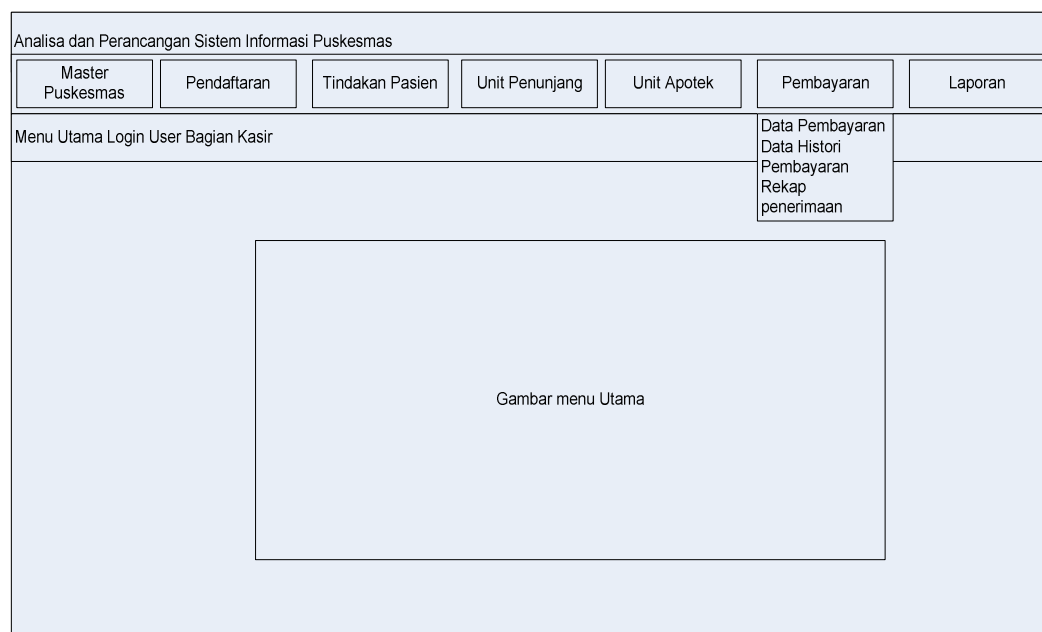 Analisa dan Perancangan Sistem Informasi Puskesmas
Master
Puskesmas
Pendaftaran
Tindakan Pasien
Unit Penunjang
Unit Apotek
Pembayaran
Laporan
Menu Utama Login User Bagian Kasir
Data Pembayaran
Data Histori
Pembayaran
Rekap
penerimaan
Gambar menu Utama